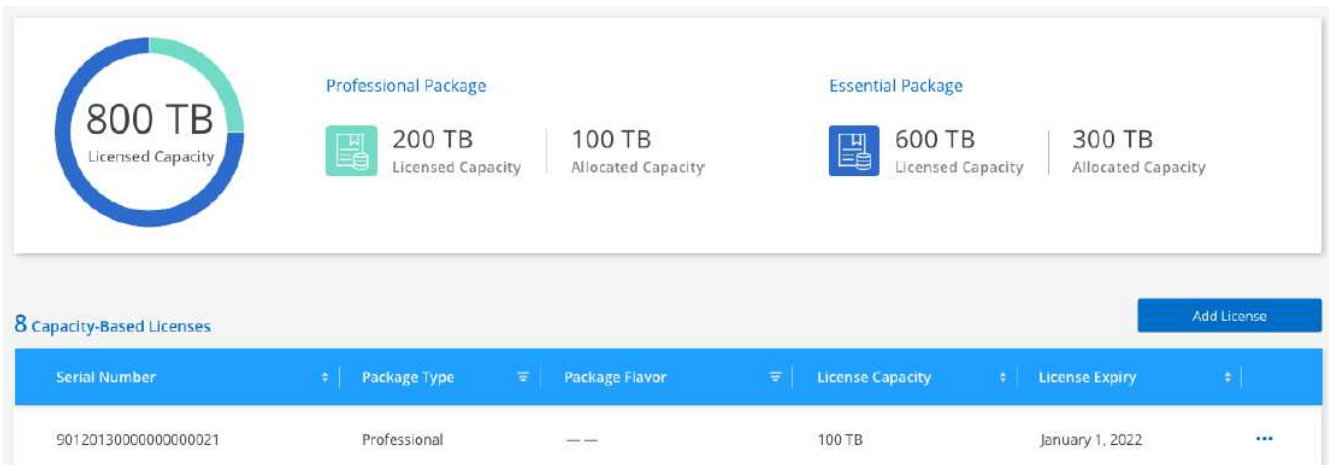 800 TB
Licensed Capacity
Professional Package
200 TB
Licensed Capacity
100 TB
Allocated Capacity
Essential Package
600 TB
Licensed Capacity
300 TB
Allocated Capacity
8 Capacity-Based Licenses
Add License
Serial Number Package Type Package Flavor License Capacity License Expiry
90120130000000000021 Professional — — 100 TB January 1, 2022 •••